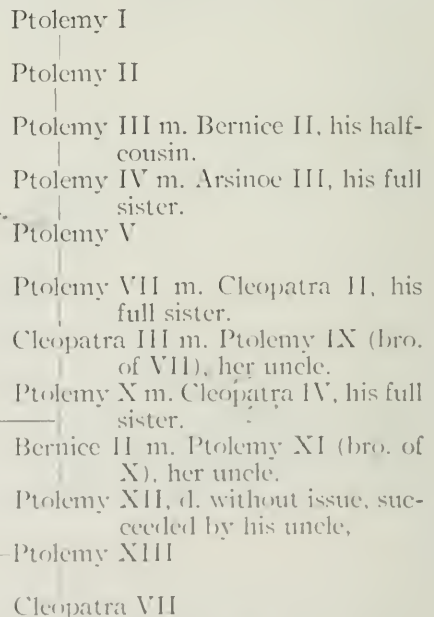 Ptolemy I
Ptolemy II
Ptolemy III m. Bernice II, his half-
cousin.
Ptolemy IV m. Arsinoe III, his full
sister.
Ptolemy V
Ptolemy VII m. Cleopatra II, his
full sister.
Cleopatra III m. Ptolemy IX (bro.
of VII), her uncle.
Ptolemy X m. Cleopatra IV, his full
sister.
Bernice II m. Ptolemy XI (bro. of
X), her uncle.
Ptolemy XII, d. without issue, suc-
ceeded by his uncle,
Ptolemy XIII
Cleopatra VII